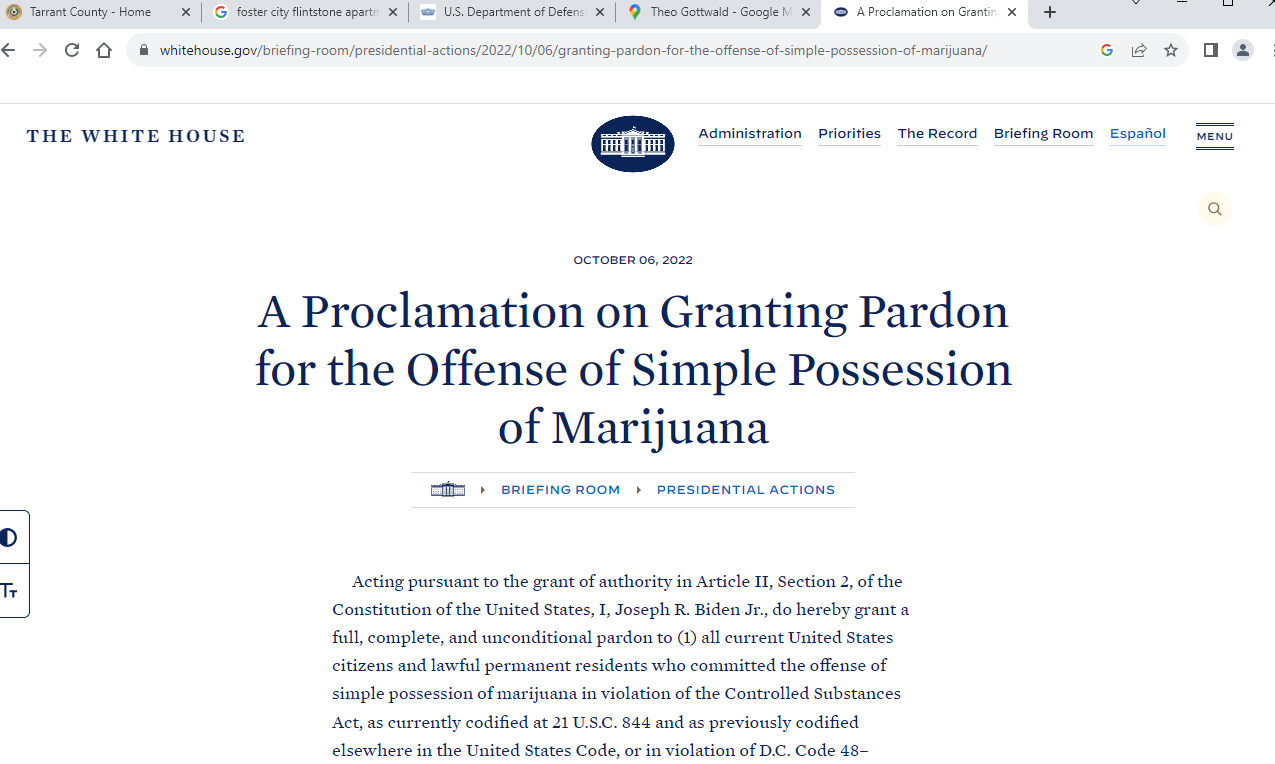 Tarrant County - Home
foster city flintstone apartm
U.S. Department of Defens
Theo Gottwald - Google M
A Proclamation on Grantin
whitehouse.gov/briefing-room/presidential-actions/2022/10/06/granting-pardon-for-the-offense-of-simple-possession-of-marijuana/
THE WHITE HOUSE
Administration
Priorities
The Record
Briefing Room
Español
MENU
OCTOBER 06, 2022
A Proclamation on Granting Pardon
for the Offense of Simple Possession
of Marijuana
BRIEFING ROOM
PRESIDENTIAL ACTIONS
Tт
Acting pursuant to the grant of authority in Article II, Section 2, of the
Constitution of the United States, I, Joseph R. Biden Jr., do hereby grant a
full, complete, and unconditional pardon to (1) all current United States
citizens and lawful permanent residents who committed the offense of
simple possession of marijuana in violation of the Controlled Substances
Act, as currently codified at 21 U.S.C. 844 and as previously codified
elsewhere in the United States Code, or in violation of D.C. Code 48–